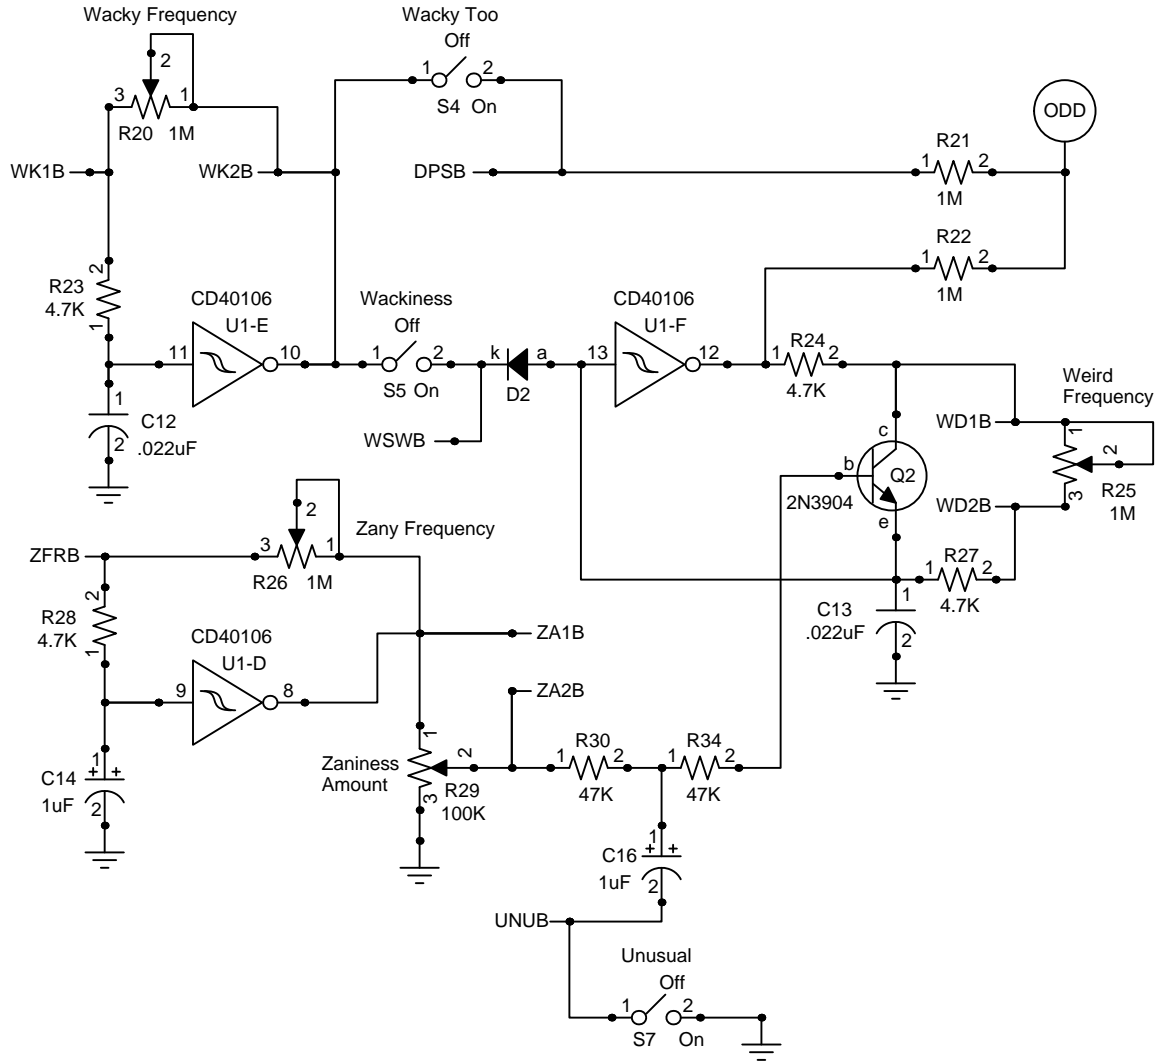 Wacky Frequency
Wacky Too
Off
2
1 2
3 1
S4 On
ODD
R20 1M
R21
WK1B
WK2B
DPSB
1 2
1M
R22
1 2
1M
2
R23
4.7K
1
CD40106
U1-E
Wackiness
Off
CD40106
U1-F
R24
11 10
1 2
k a
13 12
1 2
4.7K
S5 On
D2
Weird
Frequency
1
C12
.022uF
2
WSWB
WD1B
c
1
2
b
Q2
2N3904
R25
1M
3
e
WD2B
2
Zany Frequency
ZFRB
3 1
R26 1M
R27
1 2
4.7K
2
R28
4.7K
1
C13
.022uF
1
2
CD40106
U1-D
ZA1B
9 8
ZA2B
1
2
Zaniness
Amount
R29
100K
3
R30
1 2
47K
R34
1 2
47K
1
+ +
C14
1uF
2
1
+ +
C16
1uF
2
UNUB
Unusual
Off
1 2
S7 On